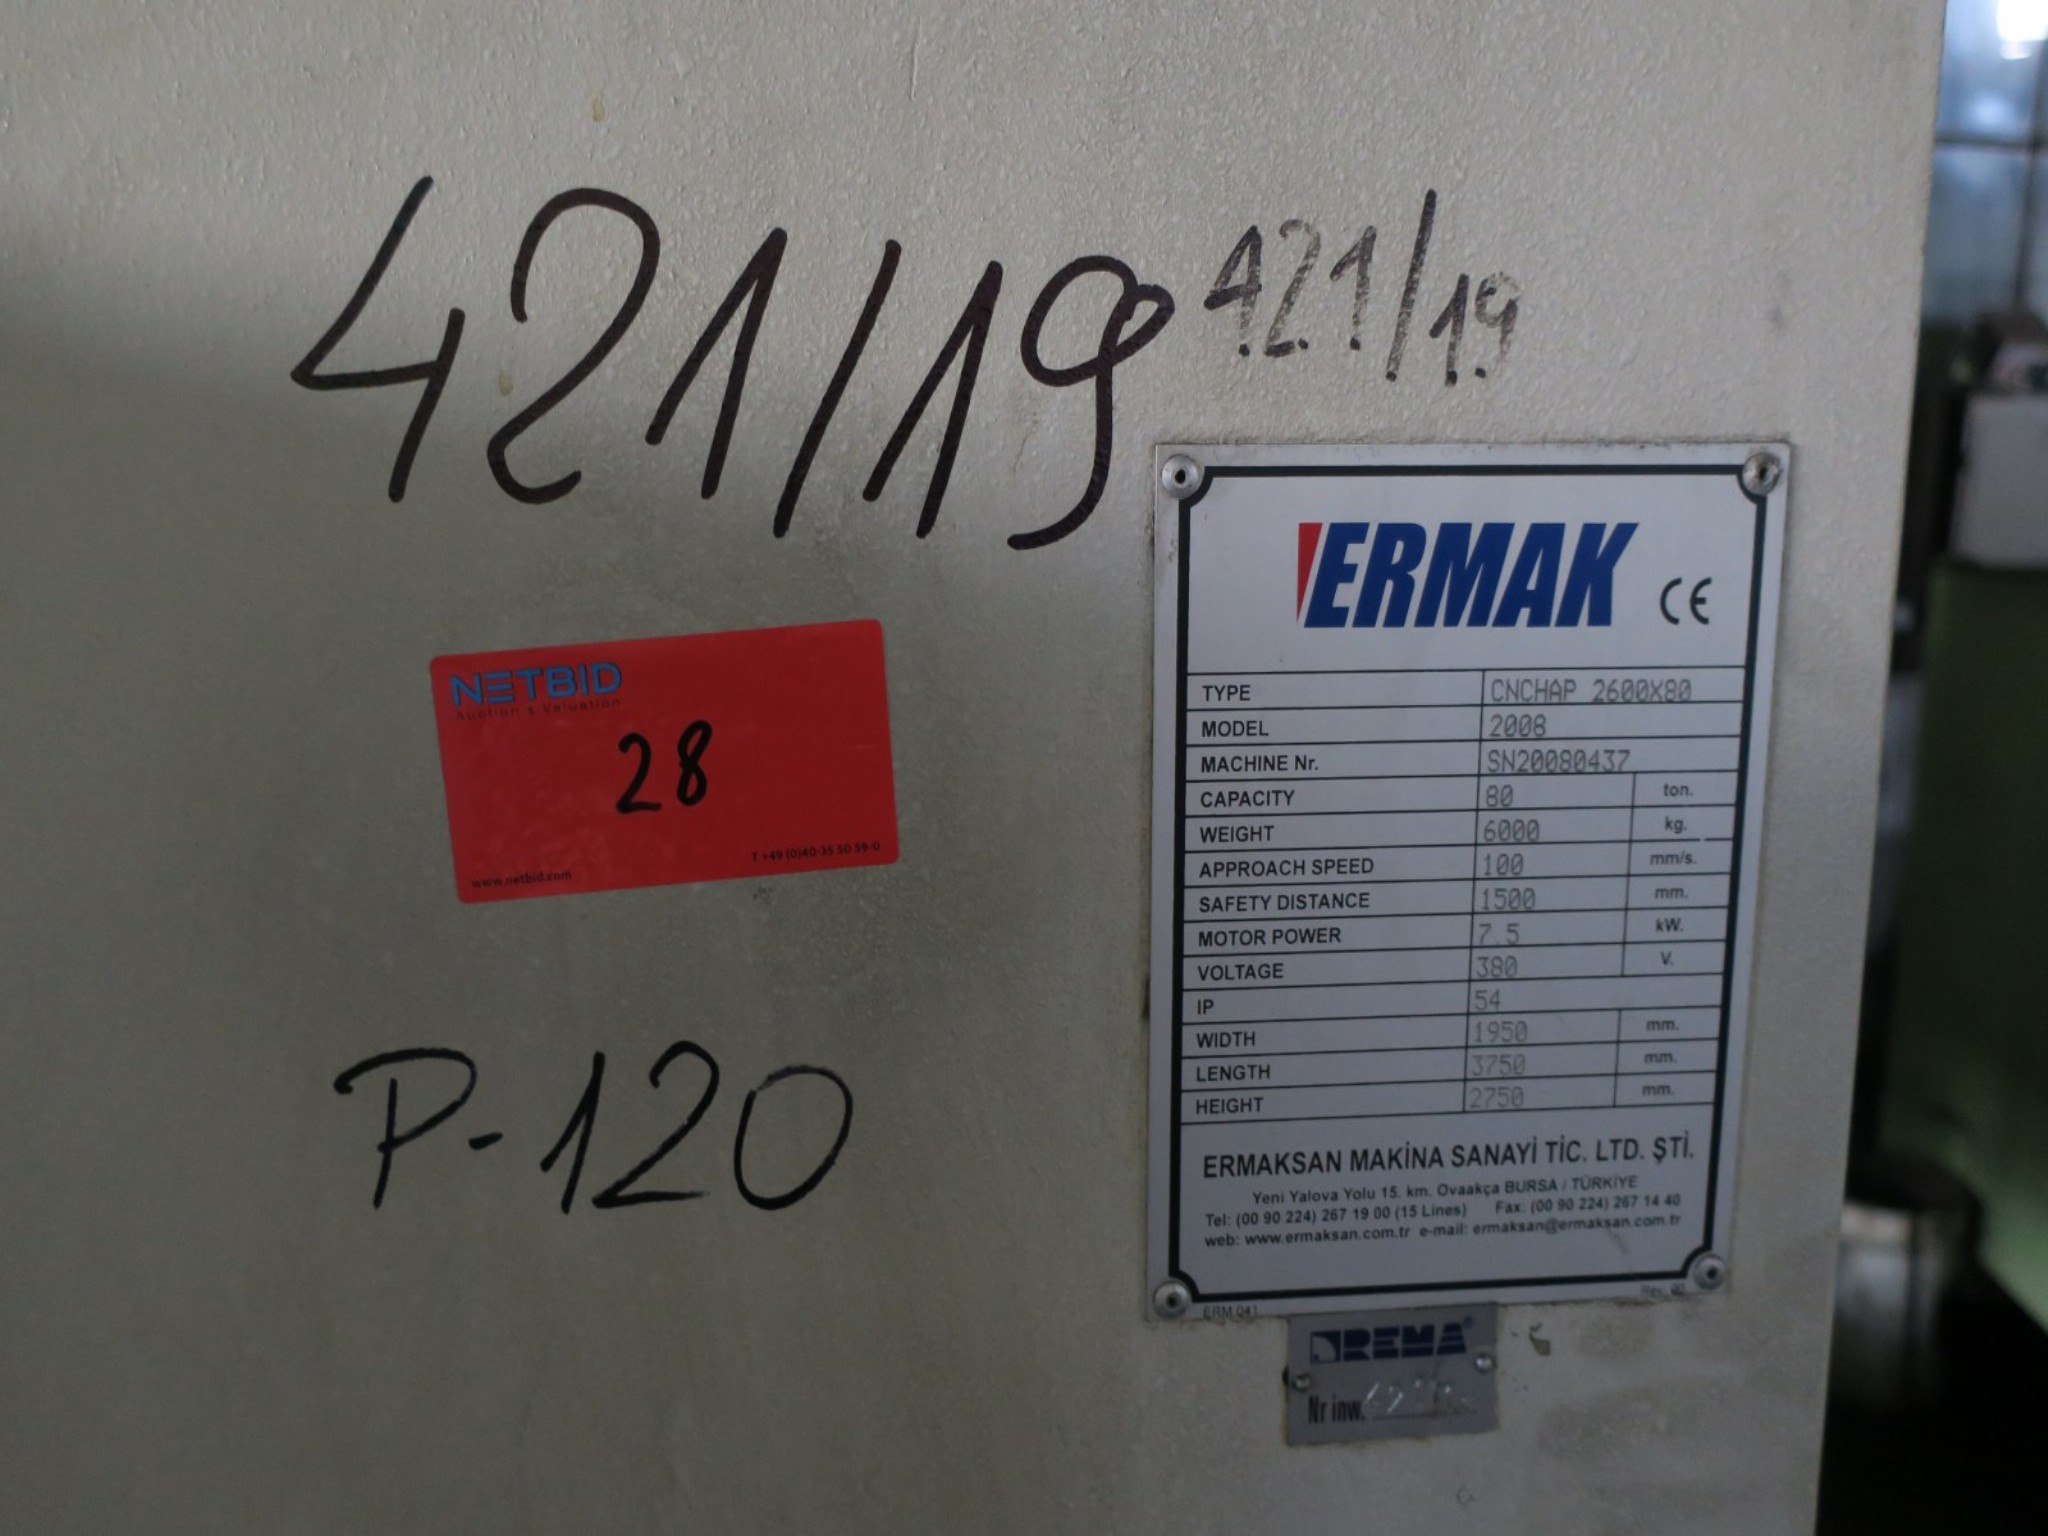 421/19
421/19
NETBID
Auction & Valuation
28
T +49 (0)40-35 50 59-0
www.netbid.com
P-120
ERMAK CE
TYPE CNCHAP 2600X80
MODEL 2008
MACHINE Nr. SN20080437
CAPACITY 80 ton.
WEIGHT 6000 kg.
APPROACH SPEED 100 mm/s.
SAFETY DISTANCE 1500 mm.
MOTOR POWER 7.5 kW.
VOLTAGE 380 V.
IP 54
WIDTH 1950 mm.
LENGTH 3750 mm.
HEIGHT 2750 mm.
ERMAKSAN MAKİNA SANAYİ TİC. LTD. ŞTİ.
Yeni Yalova Yolu 15. km. Ovaakça BURSA / TÜRKİYE
Tel: (00 90 224) 267 19 00 (15 Lines) Fax: (00 90 224) 267 14 40
web: www.ermaksan.com.tr e-mail: ermaksan@ermaksan.com.tr
ERM 041 Rev. 00
REMA®
Nr inw.